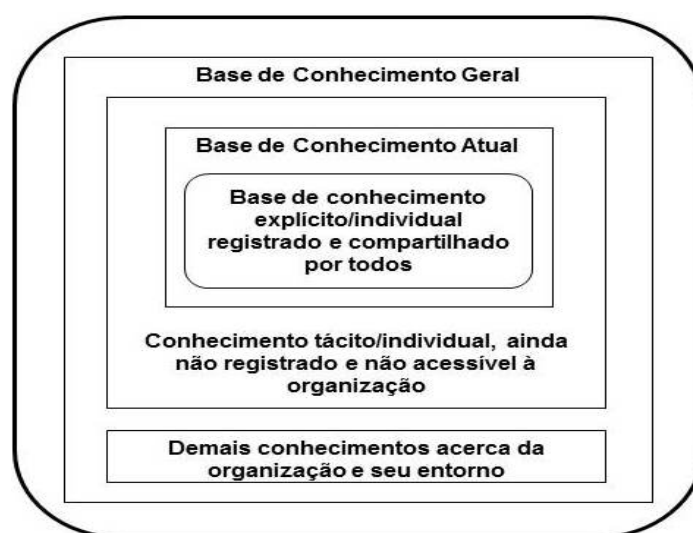 Base de Conhecimento Geral
Base de Conhecimento Atual
Base de conhecimento
explícito/individual
registrado e compartilhado
por todos
Conhecimento tácito/individual, ainda
não registrado e não acessível à
organização
Demais conhecimentos acerca da
organização e seu entorno